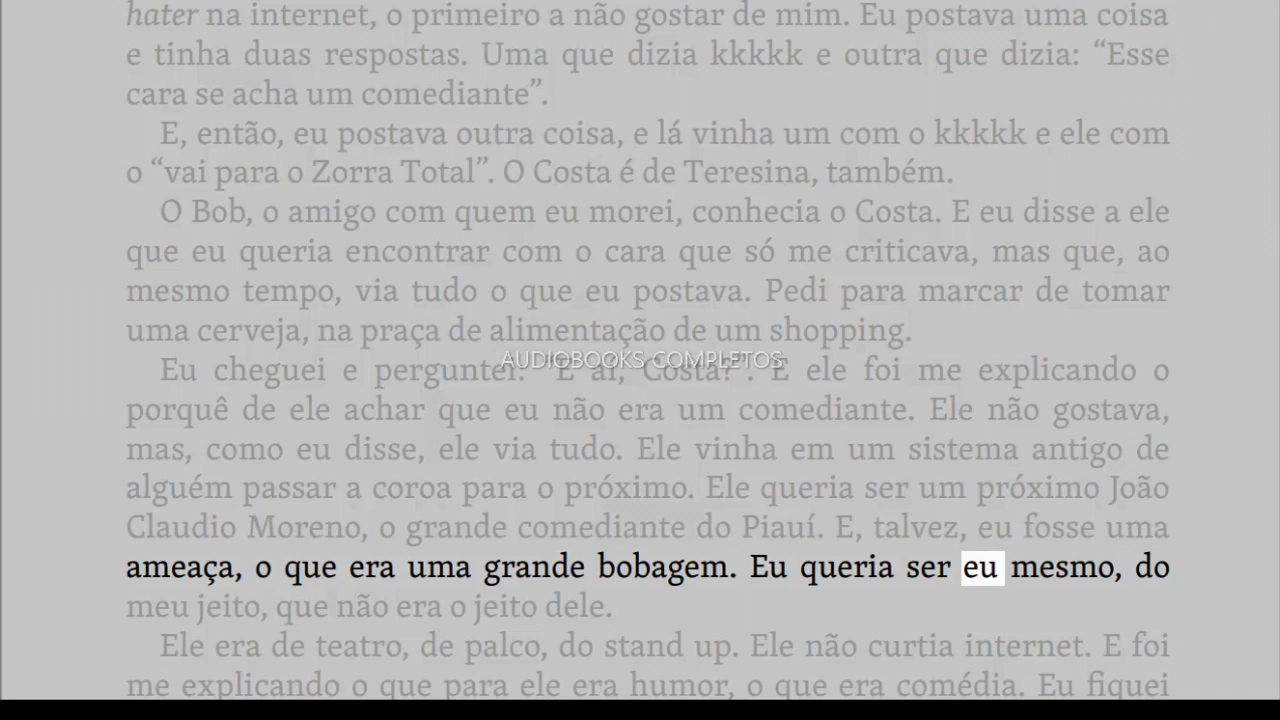 hater na internet, o primeiro a não gostar de mim. Eu postava uma coisa
e tinha duas respostas. Uma que dizia kkkkk e outra que dizia: “Esse
cara se acha um comediante”.
E, então, eu postava outra coisa, e lá vinha um com o kkkkk e ele com
o “vai para o Zorra Total”. O Costa é de Teresina, também.
O Bob, o amigo com quem eu morei, conhecia o Costa. E eu disse a ele
que eu queria encontrar com o cara que só me criticava, mas que, ao
mesmo tempo, via tudo o que eu postava. Pedi para marcar de tomar
uma cerveja, na praça de alimentação de um shopping.
AUDIOBOOKS COMPLETOS
Eu cheguei e perguntei: “E aí, Costa?”. E ele foi me explicando o
porquê de ele achar que eu não era um comediante. Ele não gostava,
mas, como eu disse, ele via tudo. Ele vinha em um sistema antigo de
alguém passar a coroa para o próximo. Ele queria ser um próximo João
Claudio Moreno, o grande comediante do Piauí. E, talvez, eu fosse uma
ameaça, o que era uma grande bobagem. Eu queria ser eu mesmo, do
meu jeito, que não era o jeito dele.
Ele era de teatro, de palco, do stand up. Ele não curtia internet. E foi
me explicando o que para ele era humor, o que era comédia. Eu fiquei